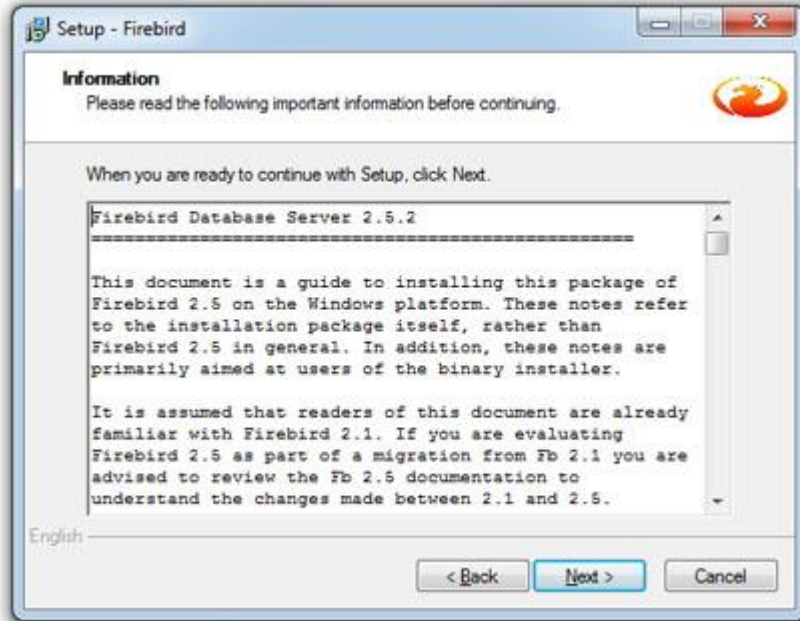 Setup - Firebird
Information
Please read the following important information before continuing.
When you are ready to continue with Setup, click Next.
Firebird Database Server 2.5.2
==================================================
This document is a guide to installing this package of
Firebird 2.5 on the Windows platform. These notes refer
to the installation package itself, rather than
Firebird 2.5 in general. In addition, these notes are
primarily aimed at users of the binary installer.
It is assumed that readers of this document are already
familiar with Firebird 2.1. If you are evaluating
Firebird 2.5 as part of a migration from Fb 2.1 you are
advised to review the Fb 2.5 documentation to
understand the changes made between 2.1 and 2.5.
English
< Back Next > Cancel